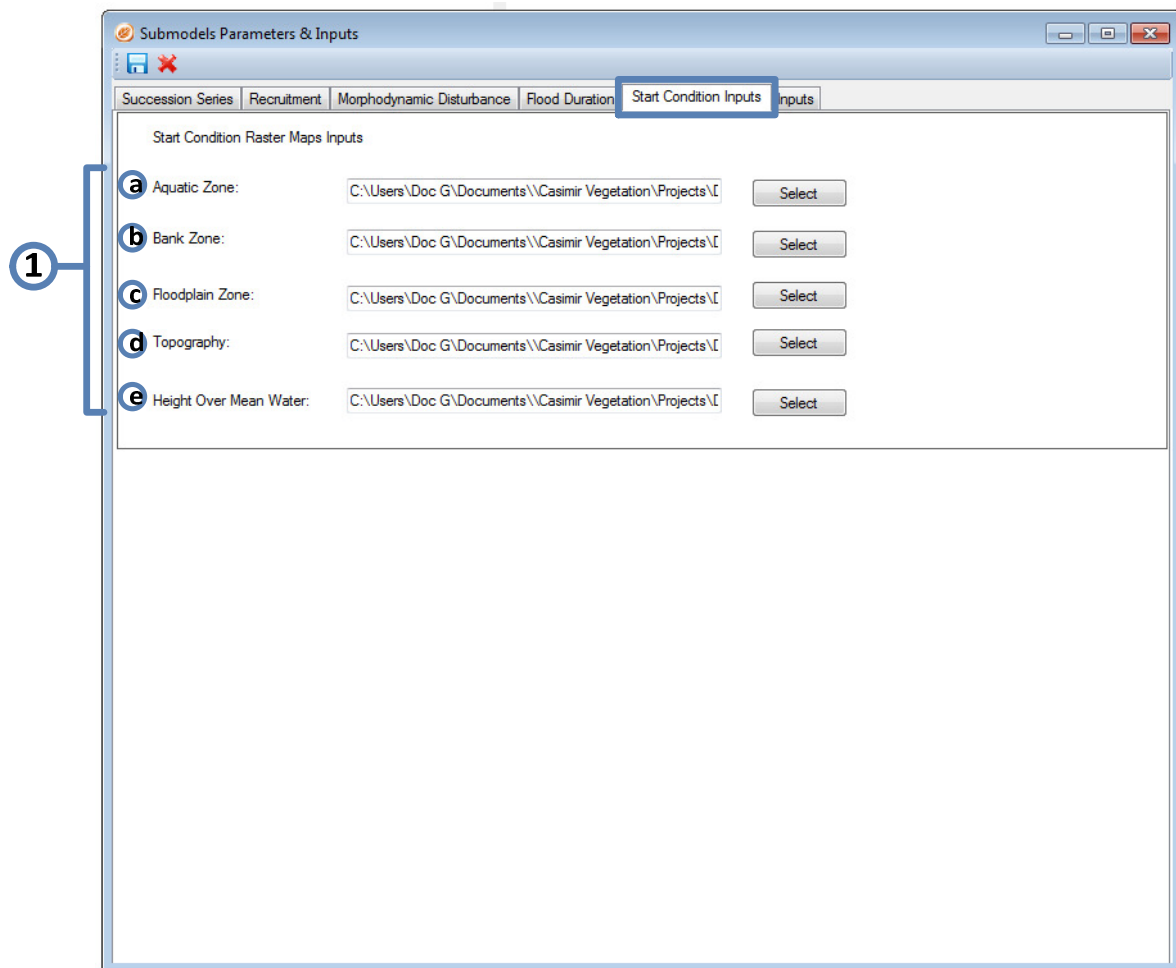 Submodels Parameters & Inputs
Succession Series Recruitment Morphodynamic Disturbance Flood Duration Start Condition Inputs Inputs
Start Condition Raster Maps Inputs
1
a Aquatic Zone: C:\Users\Doc G\Documents\\Casimir Vegetation\Projects\[ Select
b Bank Zone: C:\Users\Doc G\Documents\\Casimir Vegetation\Projects\[ Select
c Floodplain Zone: C:\Users\Doc G\Documents\\Casimir Vegetation\Projects\[ Select
d Topography: C:\Users\Doc G\Documents\\Casimir Vegetation\Projects\[ Select
e Height Over Mean Water: C:\Users\Doc G\Documents\\Casimir Vegetation\Projects\[ Select